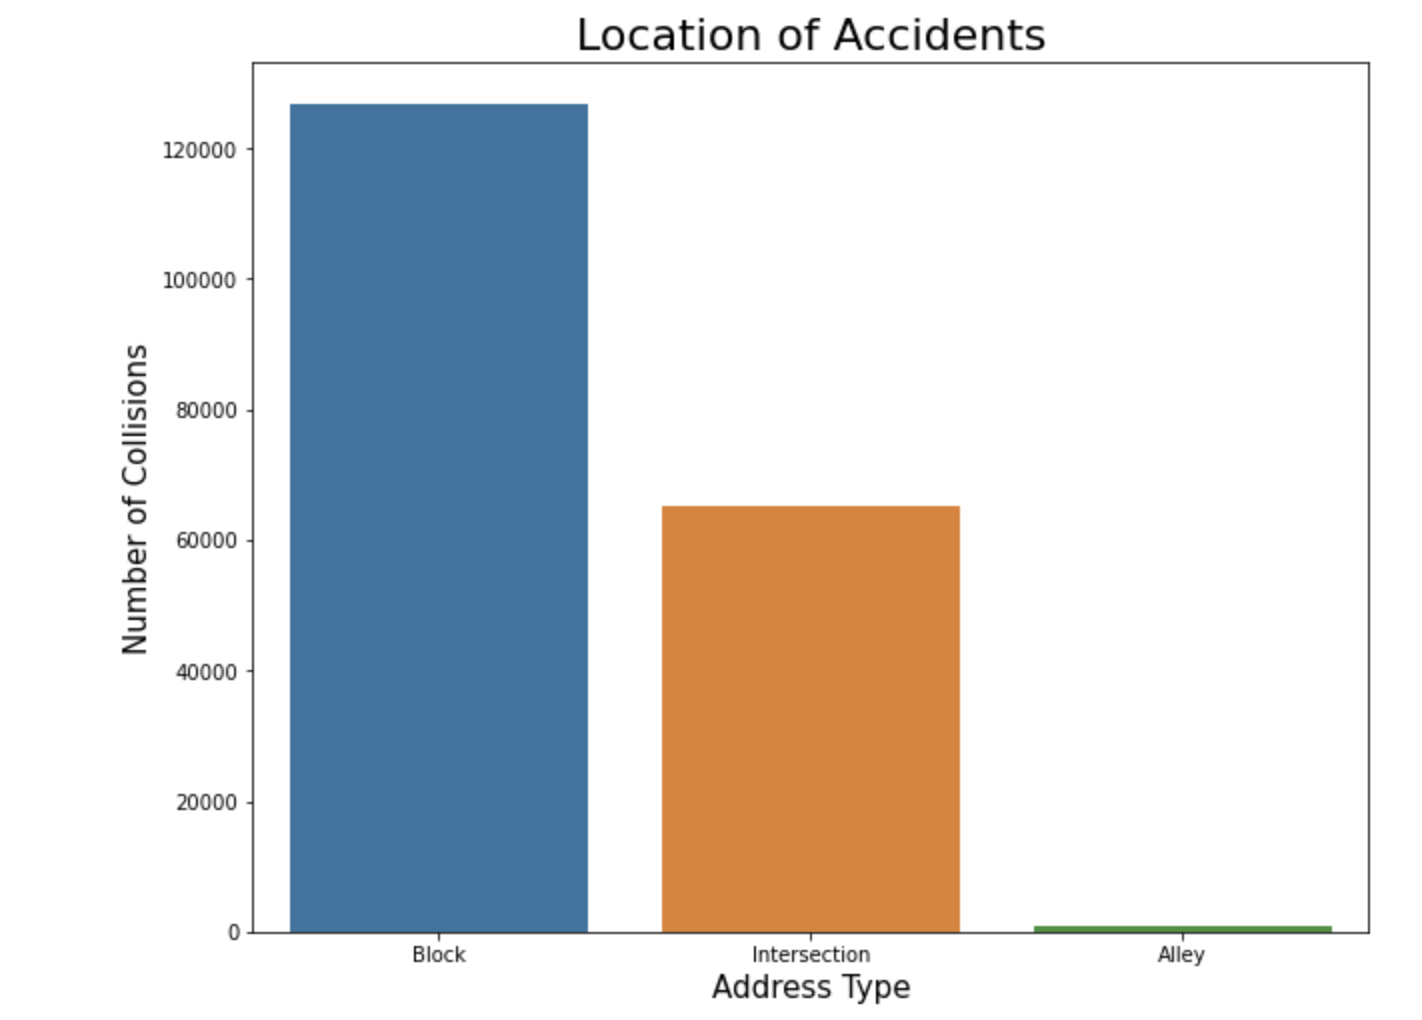 Location of Accidents
Number of Collisions
120000
100000
80000
60000
40000
20000
0
Block Intersection Alley
Address Type